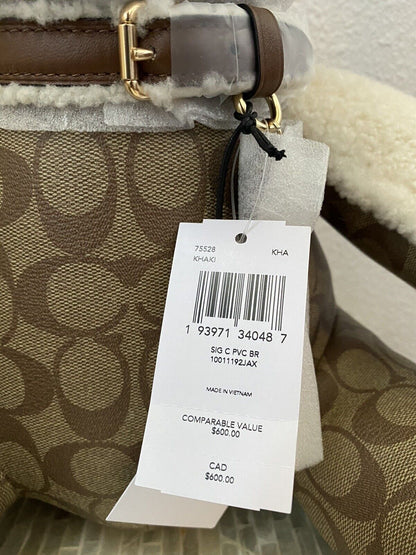 75528
KHAKI
KHA
1 93971 34048 7
SIG C PVC BR
10011192JAX
MADE IN VIETNAM
COMPARABLE VALUE
$600.00
CAD
$600.00